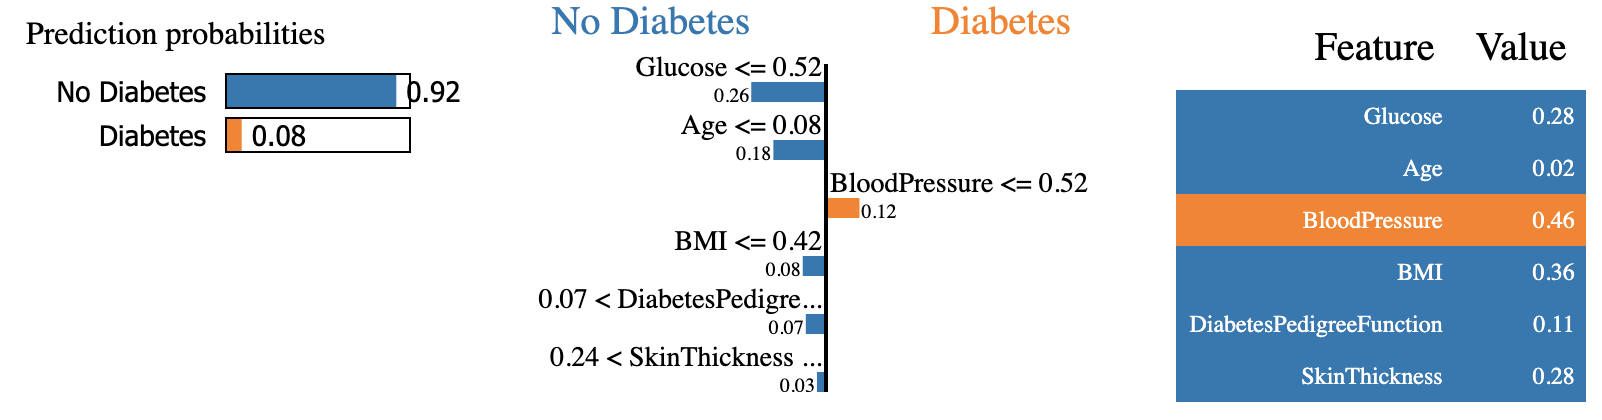 Prediction probabilities
No Diabetes 0.92
Diabetes 0.08
No Diabetes Diabetes
Glucose <= 0.52
0.26
Age <= 0.08
0.18
BloodPressure <= 0.52
0.12
BMI <= 0.42
0.08
0.07 < DiabetesPedigre...
0.07
0.24 < SkinThickness ...
0.03
Feature Value
Glucose 0.28
Age 0.02
BloodPressure 0.46
BMI 0.36
DiabetesPedigreeFunction 0.11
SkinThickness 0.28